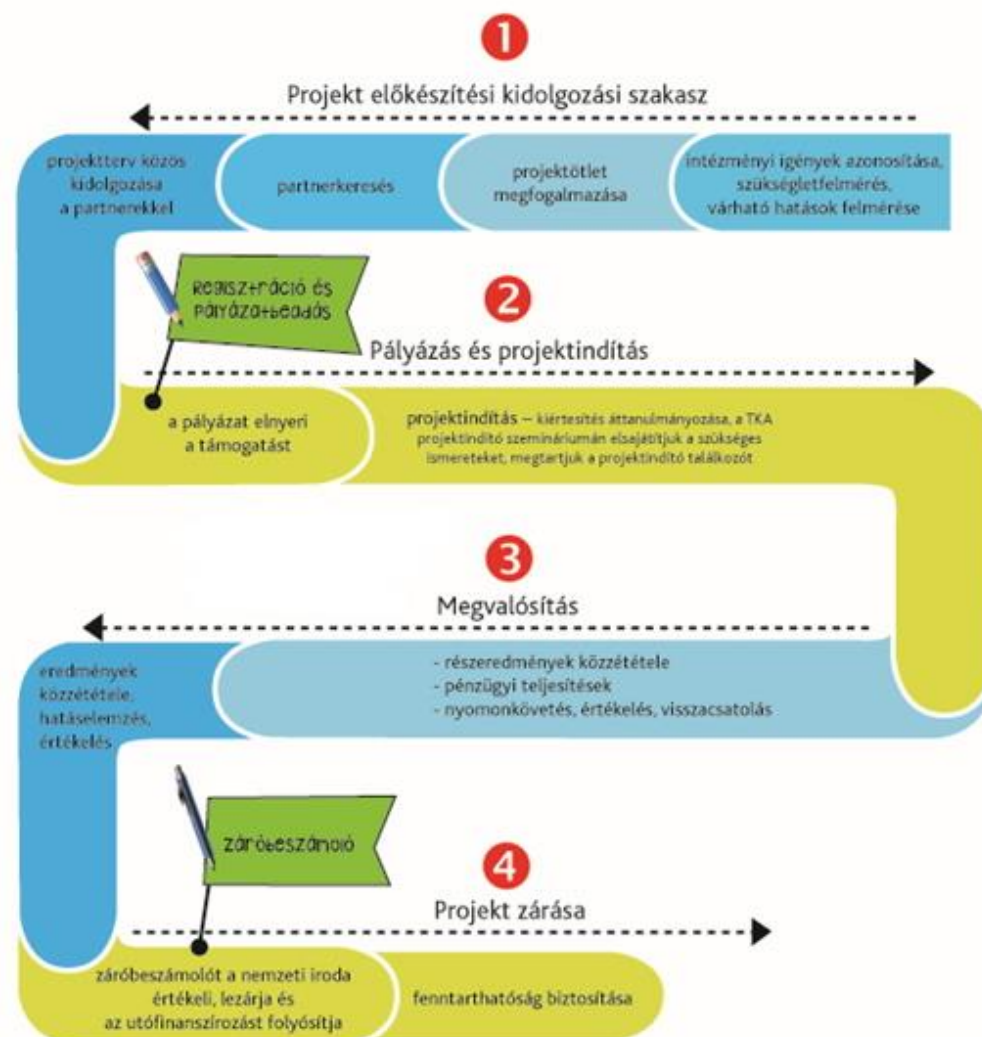 1
Projekt előkészítési kidolgozási szakasz
projektterv közös
kidolgozása
a partnerekkel
partnerkeresés
projektötlet
megfogalmazása
intézményi igények azonosítása,
szükségletfelmérés,
várható hatások felmérése
Regisztráció és
pályázatbeadás
2
Pályázás és projektindítás
a pályázat elnyeri
a támogatást
projektindítás – kiértesítés áttanulmányozása, a TKA
projektindító szemináriumán elsajátítjuk a szükséges
ismereteket, megtartjuk a projektindító találkozót
3
Megvalósítás
eredmények
közzététele,
hatáselemzés,
értékelés
- részeredmények közzététele
- pénzügyi teljesítések
- nyomonkövetés, értékelés, visszacsatolás
záróbeszámoló
4
Projekt zárása
záróbeszámolót a nemzeti iroda
értékeli, lezárja és
az utófinanszírozást folyósítja
fenntarthatóság biztosítása